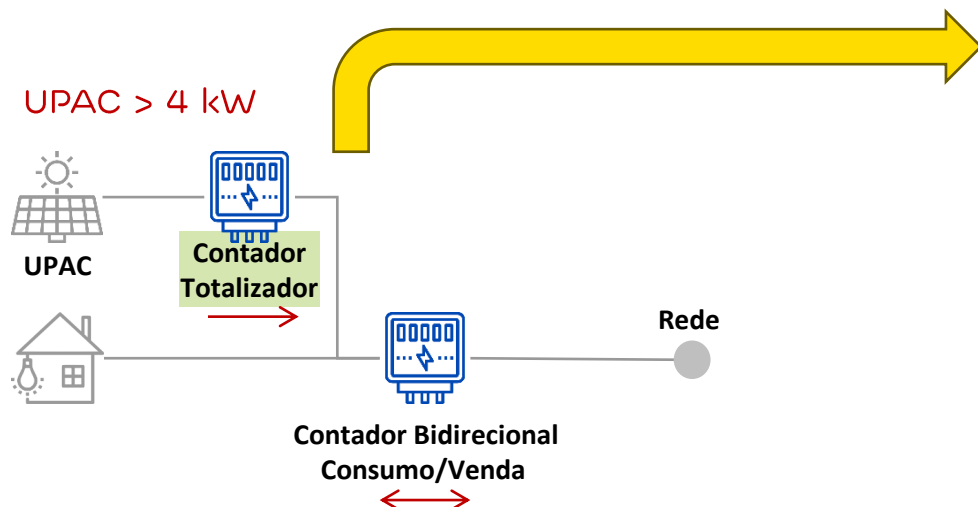 UPAC > 4 kW
UPAC
Contador
Totalizador
Rede
Contador Bidirecional
Consumo/Venda